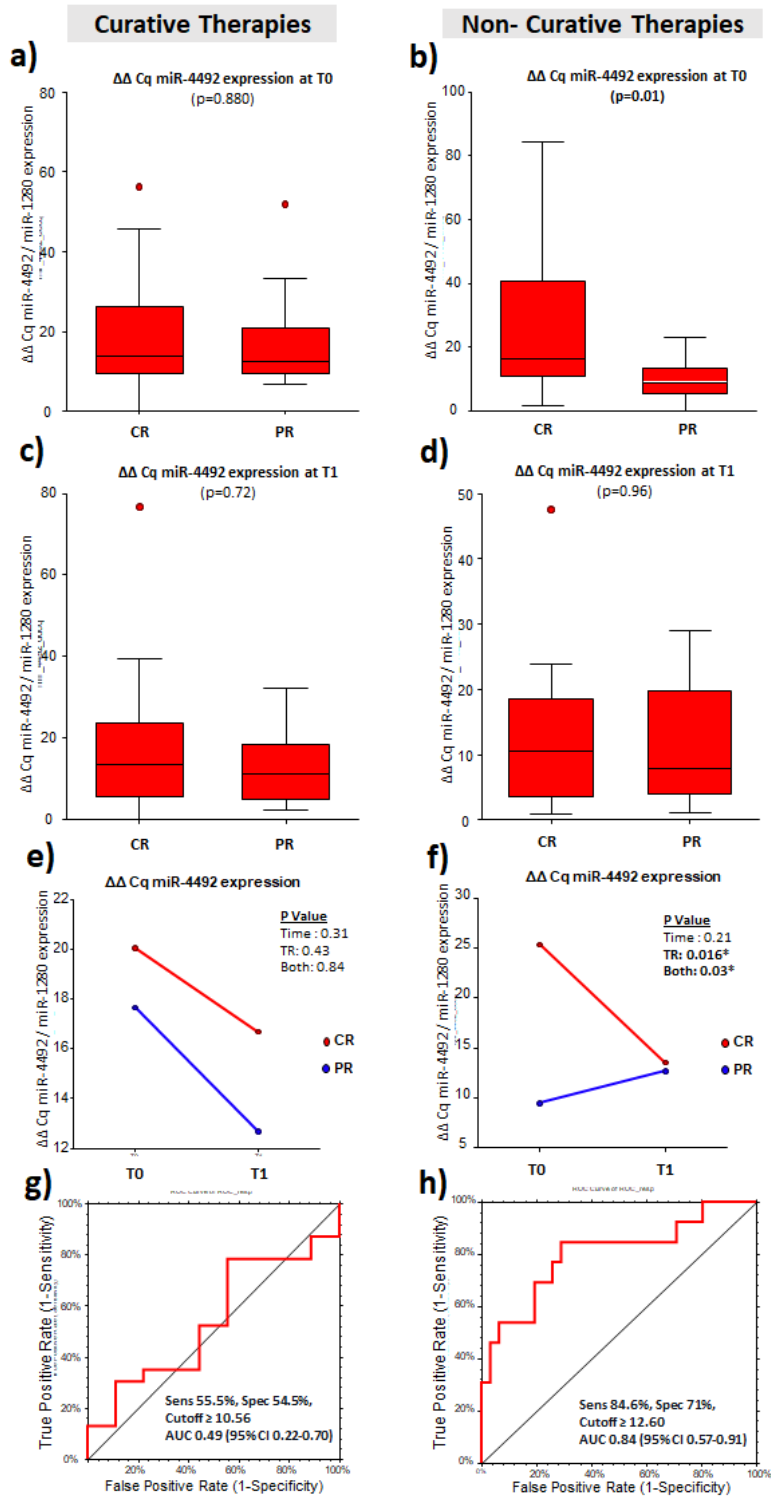 Curative Therapies
Non- Curative Therapies
a)
ΔΔ Cq miR-4492 expression at T0
(p=0.880)
ΔΔ Cq miR-4492 / miR-1280 expression
80
60
40
20
0
CR
PR
b)
ΔΔ Cq miR-4492 expression at T0
(p=0.01)
ΔΔ Cq miR-4492 / miR-1280 expression
100
80
60
40
20
0
CR
PR
c)
ΔΔ Cq miR-4492 expression at T1
(p=0.72)
ΔΔ Cq miR-4492 / miR-1280 expression
80
60
40
20
0
CR
PR
d)
ΔΔ Cq miR-4492 expression at T1
(p=0.96)
ΔΔ Cq miR-4492 / miR-1280 expression
50
40
30
20
10
0
CR
PR
e)
ΔΔ Cq miR-4492 expression
ΔΔ Cq miR-4492 / miR-1280 expression
22
20
18
16
14
12
P Value
Time : 0.31
TR: 0.43
Both: 0.84
CR
PR
T0
T1
f)
ΔΔ Cq miR-4492 expression
ΔΔ Cq miR-4492 / miR-1280 expression
30
25
20
15
10
5
P Value
Time : 0.21
TR: 0.016*
Both: 0.03*
CR
PR
T0
T1
g)
True Positive Rate (1-Sensitivity)
100%
80%
60%
40%
20%
0%
Sens 55.5%, Spec 54.5%,
Cutoff ≥ 10.56
AUC 0.49 (95%CI 0.22-0.70)
0%
20%
40%
60%
80%
100%
False Positive Rate (1-Specificity)
h)
True Positive Rate (1-Sensitivity)
100%
80%
60%
40%
20%
0%
Sens 84.6%, Spec 71%,
Cutoff ≥ 12.60
AUC 0.84 (95%CI 0.57-0.91)
0%
20%
40%
60%
80%
100%
False Positive Rate (1-Specificity)